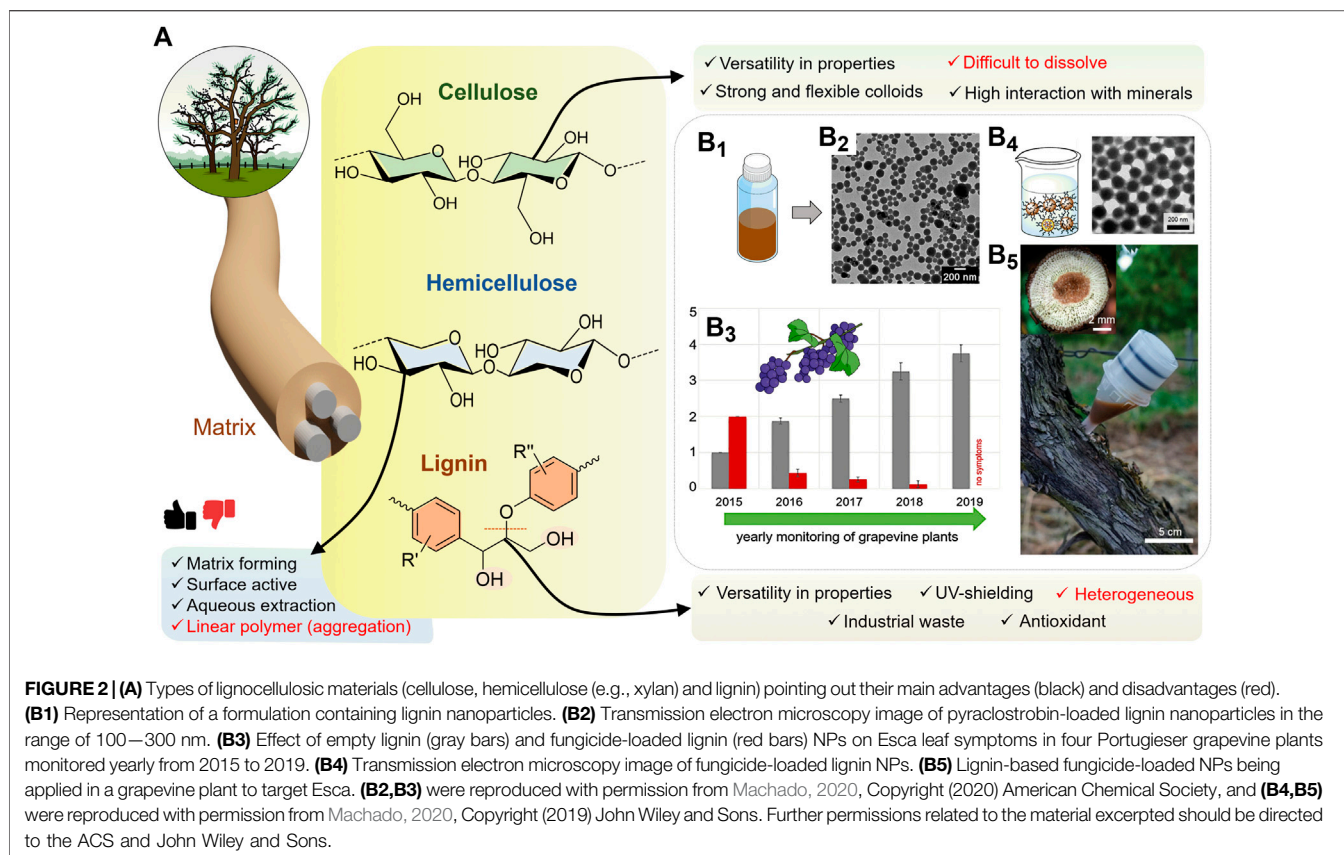 A
Cellulose
OH
O
HO
OH
HO
OH
O
O
O
OH
Hemicellulose
HO
O
OH
O
HO
OH
O
O
OH
Matrix
Lignin
R"
O
R'
OH
OH
✓ Matrix forming
✓ Surface active
✓ Aqueous extraction
✓ Linear polymer (aggregation)
✓ Versatility in properties ✓ Difficult to dissolve
✓ Strong and flexible colloids ✓ High interaction with minerals
B1
B2
200 nm
B4
200 nm
B3
5
4
3
2
1
0
2015 2016 2017 2018 2019
no symptoms
yearly monitoring of grapevine plants
B5
2 mm
5 cm
✓ Versatility in properties ✓ UV-shielding ✓ Heterogeneous
✓ Industrial waste ✓ Antioxidant
FIGURE 2 | (A) Types of lignocellulosic materials (cellulose, hemicellulose (e.g., xylan) and lignin) pointing out their main advantages (black) and disadvantages (red).
(B1) Representation of a formulation containing lignin nanoparticles. (B2) Transmission electron microscopy image of pyraclostrobin-loaded lignin nanoparticles in the
range of 100—300 nm. (B3) Effect of empty lignin (gray bars) and fungicide-loaded lignin (red bars) NPs on Esca leaf symptoms in four Portugieser grapevine plants
monitored yearly from 2015 to 2019. (B4) Transmission electron microscopy image of fungicide-loaded lignin NPs. (B5) Lignin-based fungicide-loaded NPs being
applied in a grapevine plant to target Esca. (B2,B3) were reproduced with permission from Machado, 2020, Copyright (2020) American Chemical Society, and (B4,B5)
were reproduced with permission from Machado, 2020, Copyright (2019) John Wiley and Sons. Further permissions related to the material excerpted should be directed
to the ACS and John Wiley and Sons.